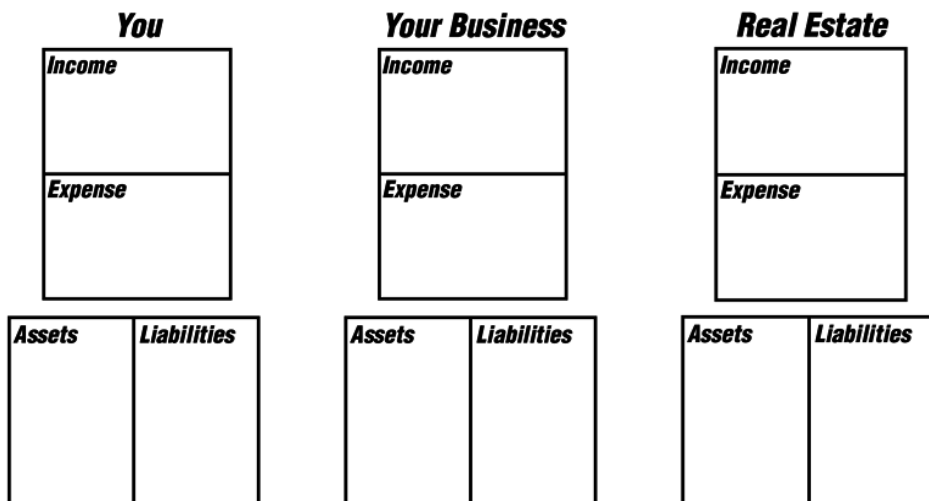 You Your Business Real Estate
Income Income Income
Expense Expense Expense
Assets Liabilities Assets Liabilities Assets Liabilities